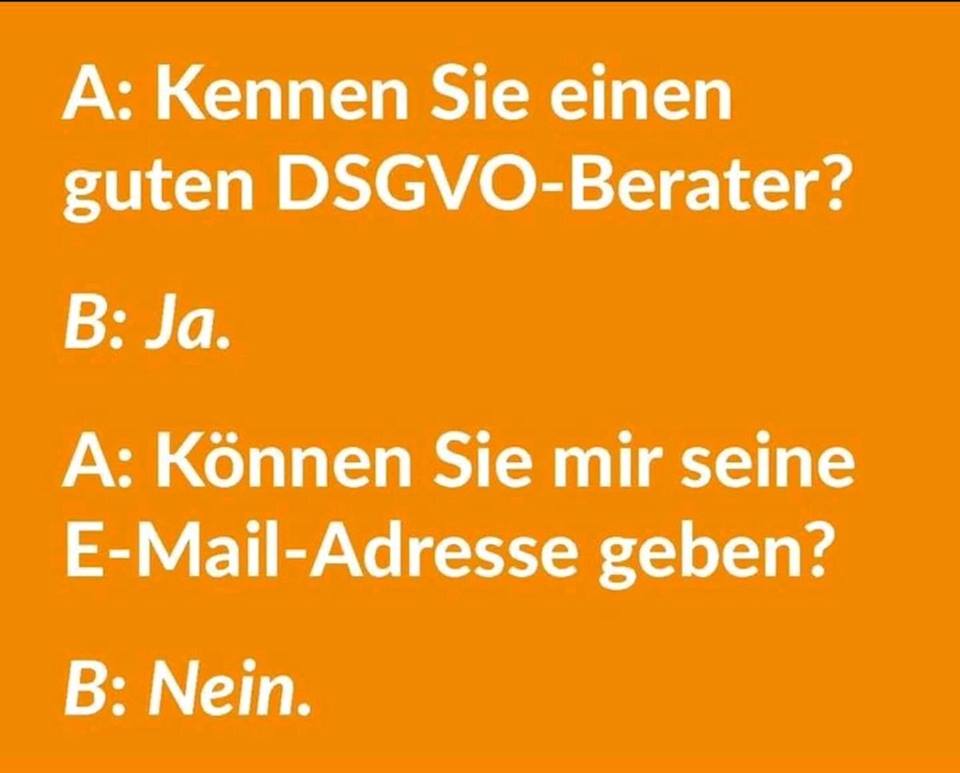 A: Kennen Sie einen
guten DSGVO-Berater?
B: Ja.
A: Können Sie mir seine
E-Mail-Adresse geben?
B: Nein.